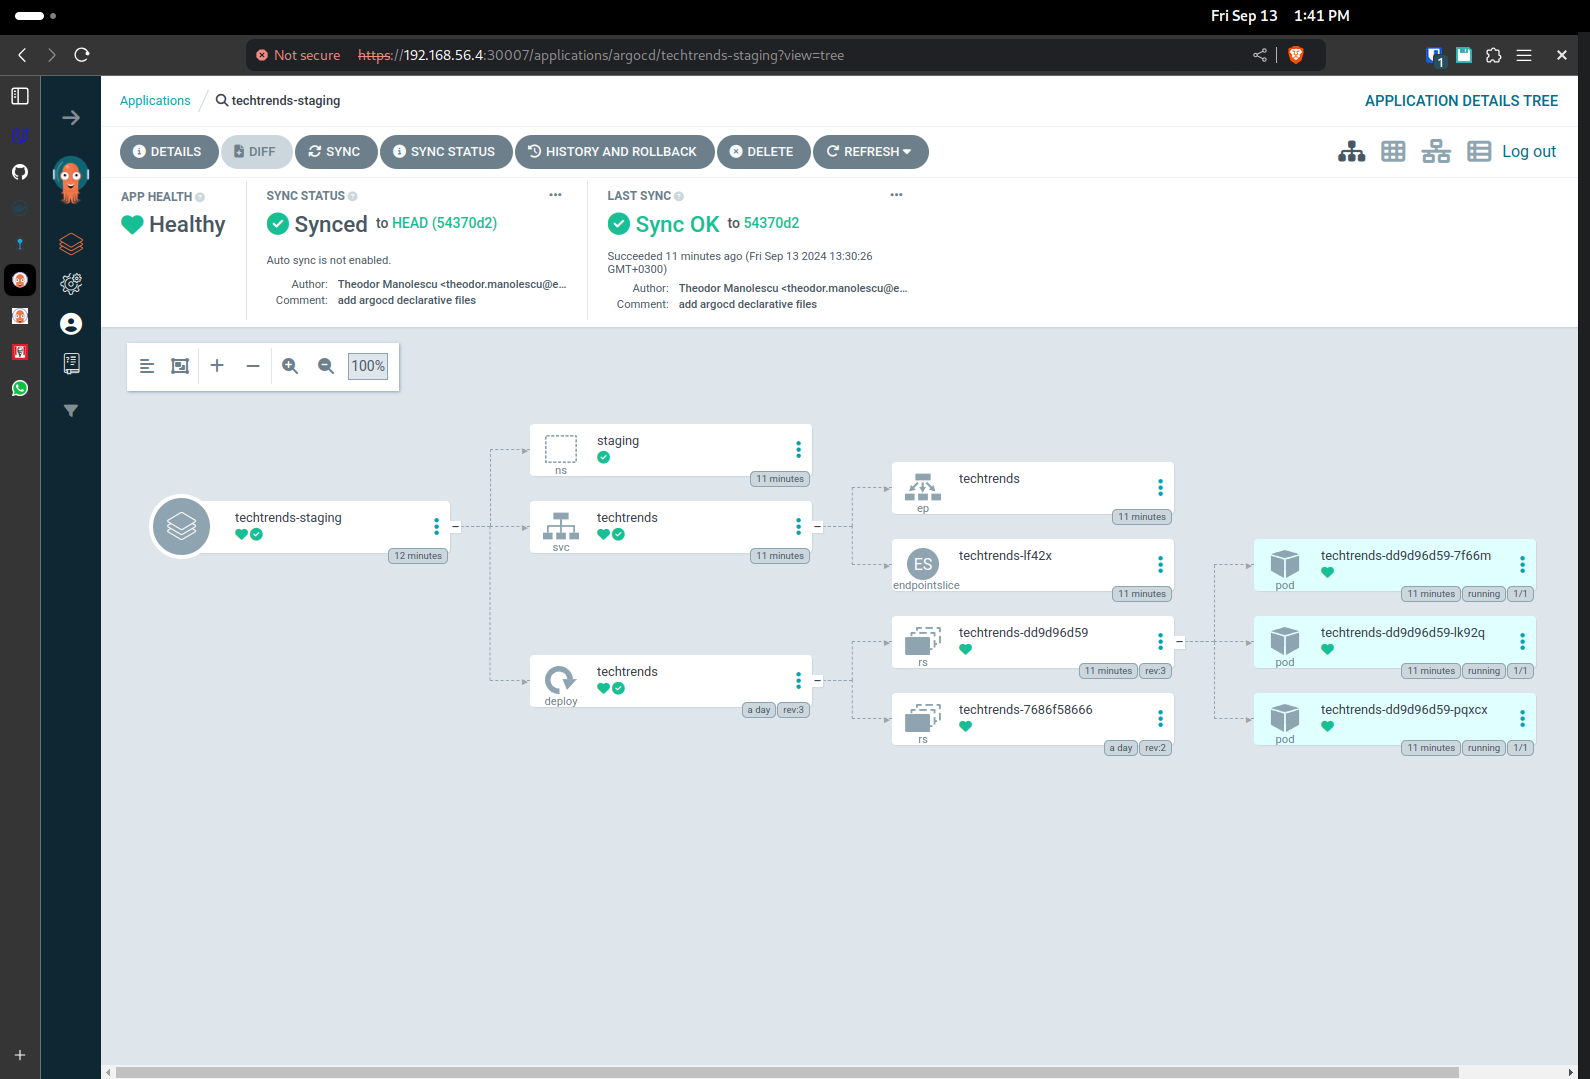 Fri Sep 13 1:41 PM
Not secure https://192.168.56.4:30007/applications/argocd/techtrends-staging?view=tree
1
Applications techtrends-staging APPLICATION DETAILS TREE
DETAILS DIFF SYNC SYNC STATUS HISTORY AND ROLLBACK DELETE REFRESH Log out
APP HEALTH
Healthy
SYNC STATUS
Synced to HEAD (54370d2)
Auto sync is not enabled.
Author: Theodor Manolescu <theodor.manolescu@e...
Comment: add argocd declarative files
LAST SYNC
Sync OK to 54370d2
Succeeded 11 minutes ago (Fri Sep 13 2024 13:30:26
GMT+0300)
Author: Theodor Manolescu <theodor.manolescu@e...
Comment: add argocd declarative files
100%
techtrends-staging
12 minutes
staging
ns
11 minutes
techtrends
svc
11 minutes
techtrends
deploy
a day rev:3
techtrends
ep
11 minutes
techtrends-lf42x
ES
endpointslice
11 minutes
techtrends-dd9d96d59
rs
11 minutes rev:3
techtrends-7686f58666
rs
a day rev:2
techtrends-dd9d96d59-7f66m
pod
11 minutes running 1/1
techtrends-dd9d96d59-lk92q
pod
11 minutes running 1/1
techtrends-dd9d96d59-pqxcx
pod
11 minutes running 1/1